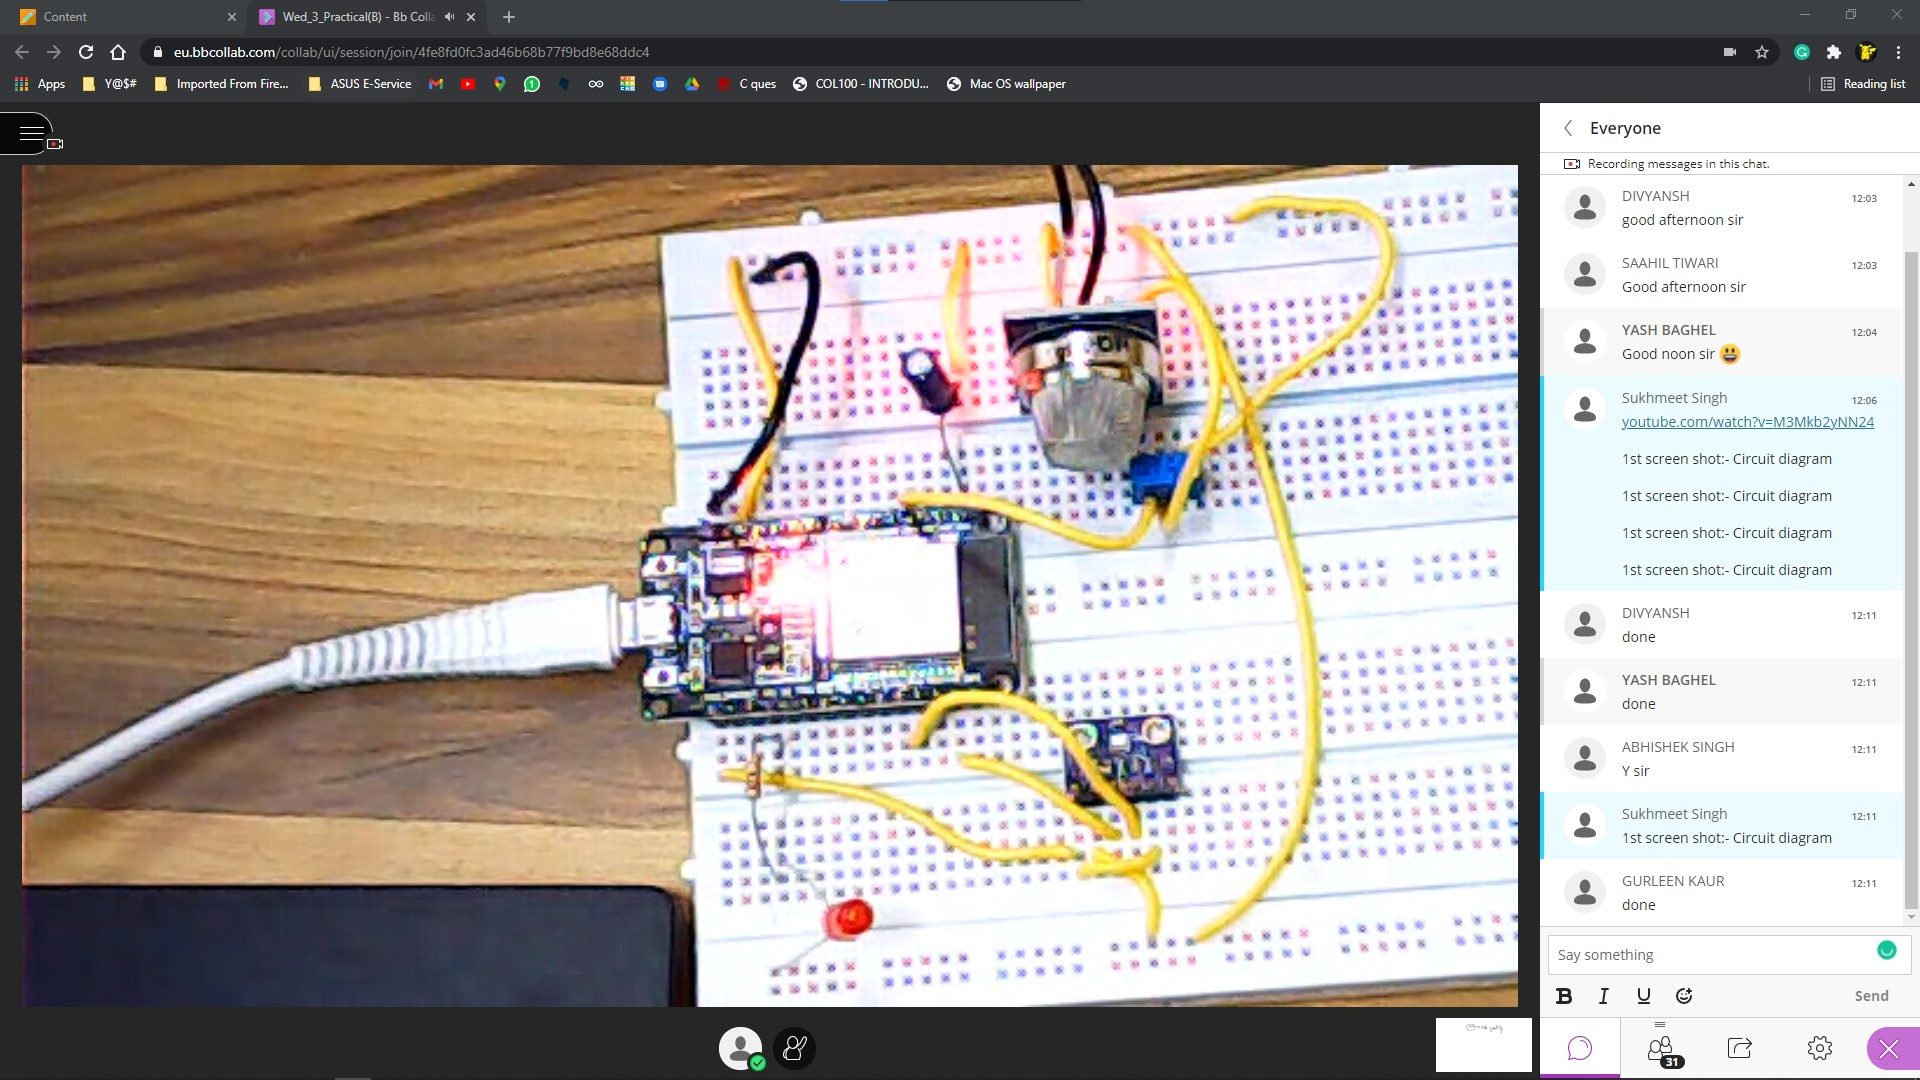 Content
Wed_3_Practical(B) - Bb Colla
eu.bbcollab.com/collab/ui/session/join/4fe8fd0fc3ad46b68b77f9bd8e68ddc4
Apps
Y@$#
Imported From Fire...
ASUS E-Service
C ques
COL100 - INTRODU...
Mac OS wallpaper
Reading list
Everyone
Recording messages in this chat.
DIVYANSH 12:03
good afternoon sir
SAAHIL TIWARI 12:03
Good afternoon sir
YASH BAGHEL 12:04
Good noon sir 😃
Sukhmeet Singh 12:06
youtube.com/watch?v=M3Mkb2yNN24
1st screen shot:- Circuit diagram
1st screen shot:- Circuit diagram
1st screen shot:- Circuit diagram
1st screen shot:- Circuit diagram
DIVYANSH 12:11
done
YASH BAGHEL 12:11
done
ABHISHEK SINGH 12:11
Y sir
Sukhmeet Singh 12:11
1st screen shot:- Circuit diagram
GURLEEN KAUR 12:11
done
Say something
B I U
Send
31